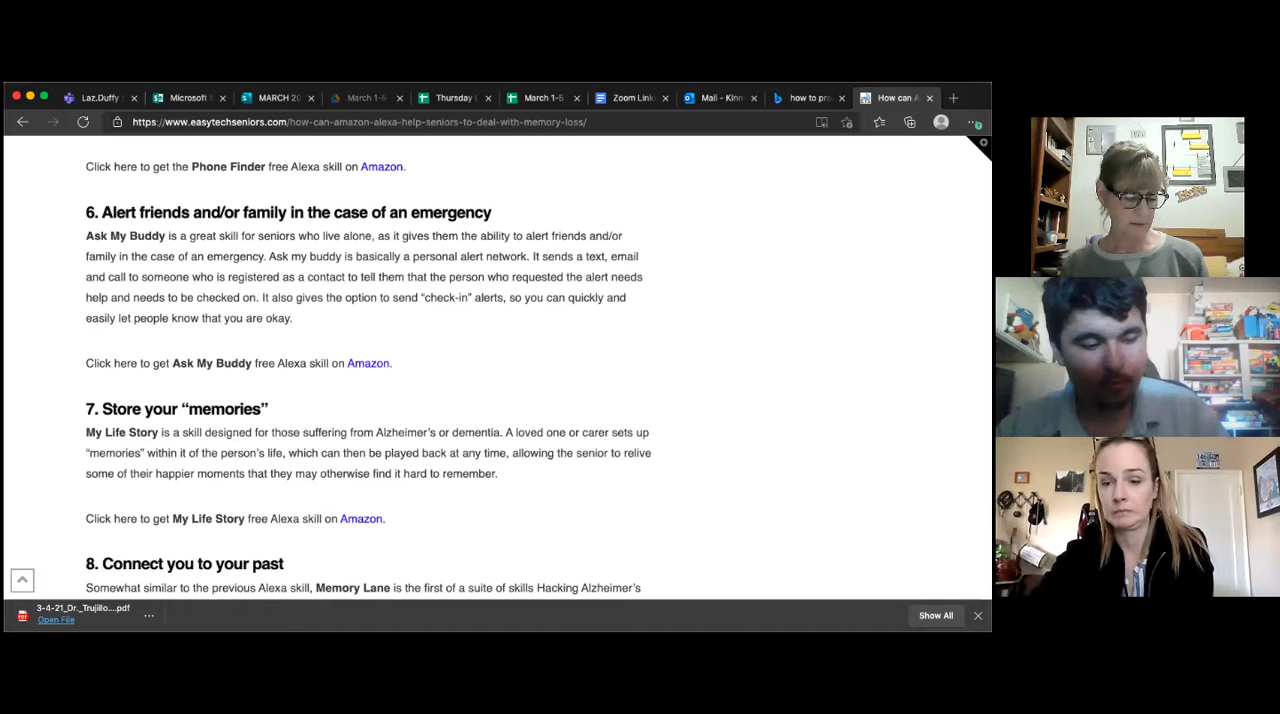 Laz.Duffy
Microsoft
MARCH 20
March 1-5
Thursday
March 1-5
Zoom Link
Mail - Kinn
how to pro
How can A
https://www.easytechseniors.com/how-can-amazon-alexa-help-seniors-to-deal-with-memory-loss/
Click here to get the Phone Finder free Alexa skill on Amazon.
6. Alert friends and/or family in the case of an emergency
Ask My Buddy is a great skill for seniors who live alone, as it gives them the ability to alert friends and/or
family in the case of an emergency. Ask my buddy is basically a personal alert network. It sends a text, email
and call to someone who is registered as a contact to tell them that the person who requested the alert needs
help and needs to be checked on. It also gives the option to send “check-in” alerts, so you can quickly and
easily let people know that you are okay.
Click here to get Ask My Buddy free Alexa skill on Amazon.
7. Store your “memories”
My Life Story is a skill designed for those suffering from Alzheimer’s or dementia. A loved one or carer sets up
“memories” within it of the person’s life, which can then be played back at any time, allowing the senior to relive
some of their happier moments that they may otherwise find it hard to remember.
Click here to get My Life Story free Alexa skill on Amazon.
8. Connect you to your past
Somewhat similar to the previous Alexa skill, Memory Lane is the first of a suite of skills Hacking Alzheimer’s
3-4-21_Dr._Trujillo....pdf
Open File
Show All